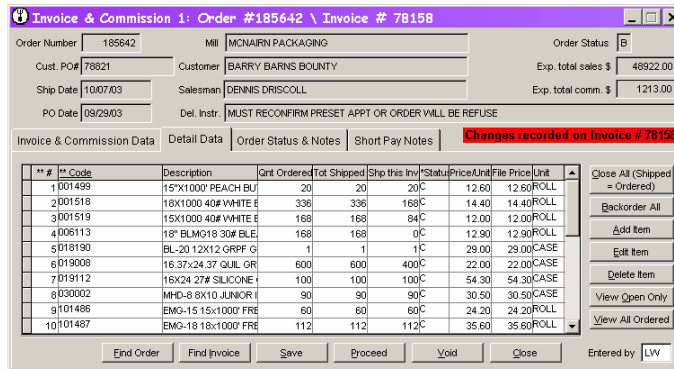 Invoice & Commission 1: Order #185642 \ Invoice # 78158
Order Number 185642 Mill MCNAIRN PACKAGING Order Status B
Cust. PO# 78821 Customer BARRY BARNS BOUNTY Exp. total sales $ 48922.00
Ship Date 10/07/03 Salesman DENNIS DRISCOLL Exp. total comm. $ 1213.00
PO Date 09/29/03 Del. Instr. MUST RECONFIRM PRESET APPT OR ORDER WILL BE REFUSE
Invoice & Commission Data Detail Data Order Status & Notes Short Pay Notes Changes recorded on Invoice # 78158
** # ** Code Description Qnt Ordered Tot Shipped Shp this Inv *Status Price/Unit File Price Unit
1 001499 15"X1000' PEACH BU 20 20 20 C 12.60 12.60 ROLL
2 001518 18X1000 40# WHITE B 336 336 168 C 14.40 14.40 ROLL
3 001519 15X1000 40# WHITE B 168 168 84 C 12.00 12.00 ROLL
4 006113 18" BLMG18 30# BLE 168 168 0 C 12.90 12.90 ROLL
5 018190 BL-20 12X12 GRPF G 1 1 1 C 29.00 29.00 CASE
6 019008 16.37x24.37 QUIL GR 600 600 400 C 22.00 22.00 CASE
7 019112 16X24 27# SILICONE 100 100 100 C 54.30 54.30 CASE
8 030002 MHD-8 8X10 JUNIOR I 90 90 90 C 30.50 30.50 CASE
9 101486 EMG-15 15x1000' FRE 60 60 60 C 24.20 24.20 ROLL
10 101487 EMG-18 18x1000' FRE 112 112 112 C 35.60 35.60 ROLL
Close All (Shipped
= Ordered)
Backorder All
Add Item
Edit Item
Delete Item
View Open Only
View All Ordered
Find Order Find Invoice Save Proceed Void Close Entered by LW